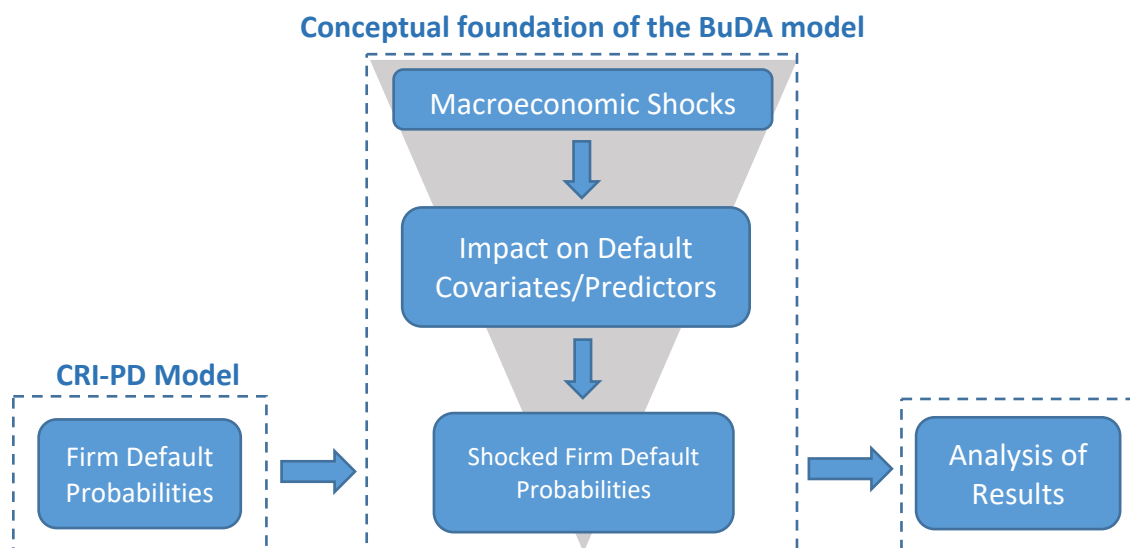 Conceptual foundation of the BuDA model
Macroeconomic Shocks
Impact on Default
Covariates/Predictors
CRI-PD Model
Firm Default
Probabilities
Shocked Firm Default
Probabilities
Analysis of
Results